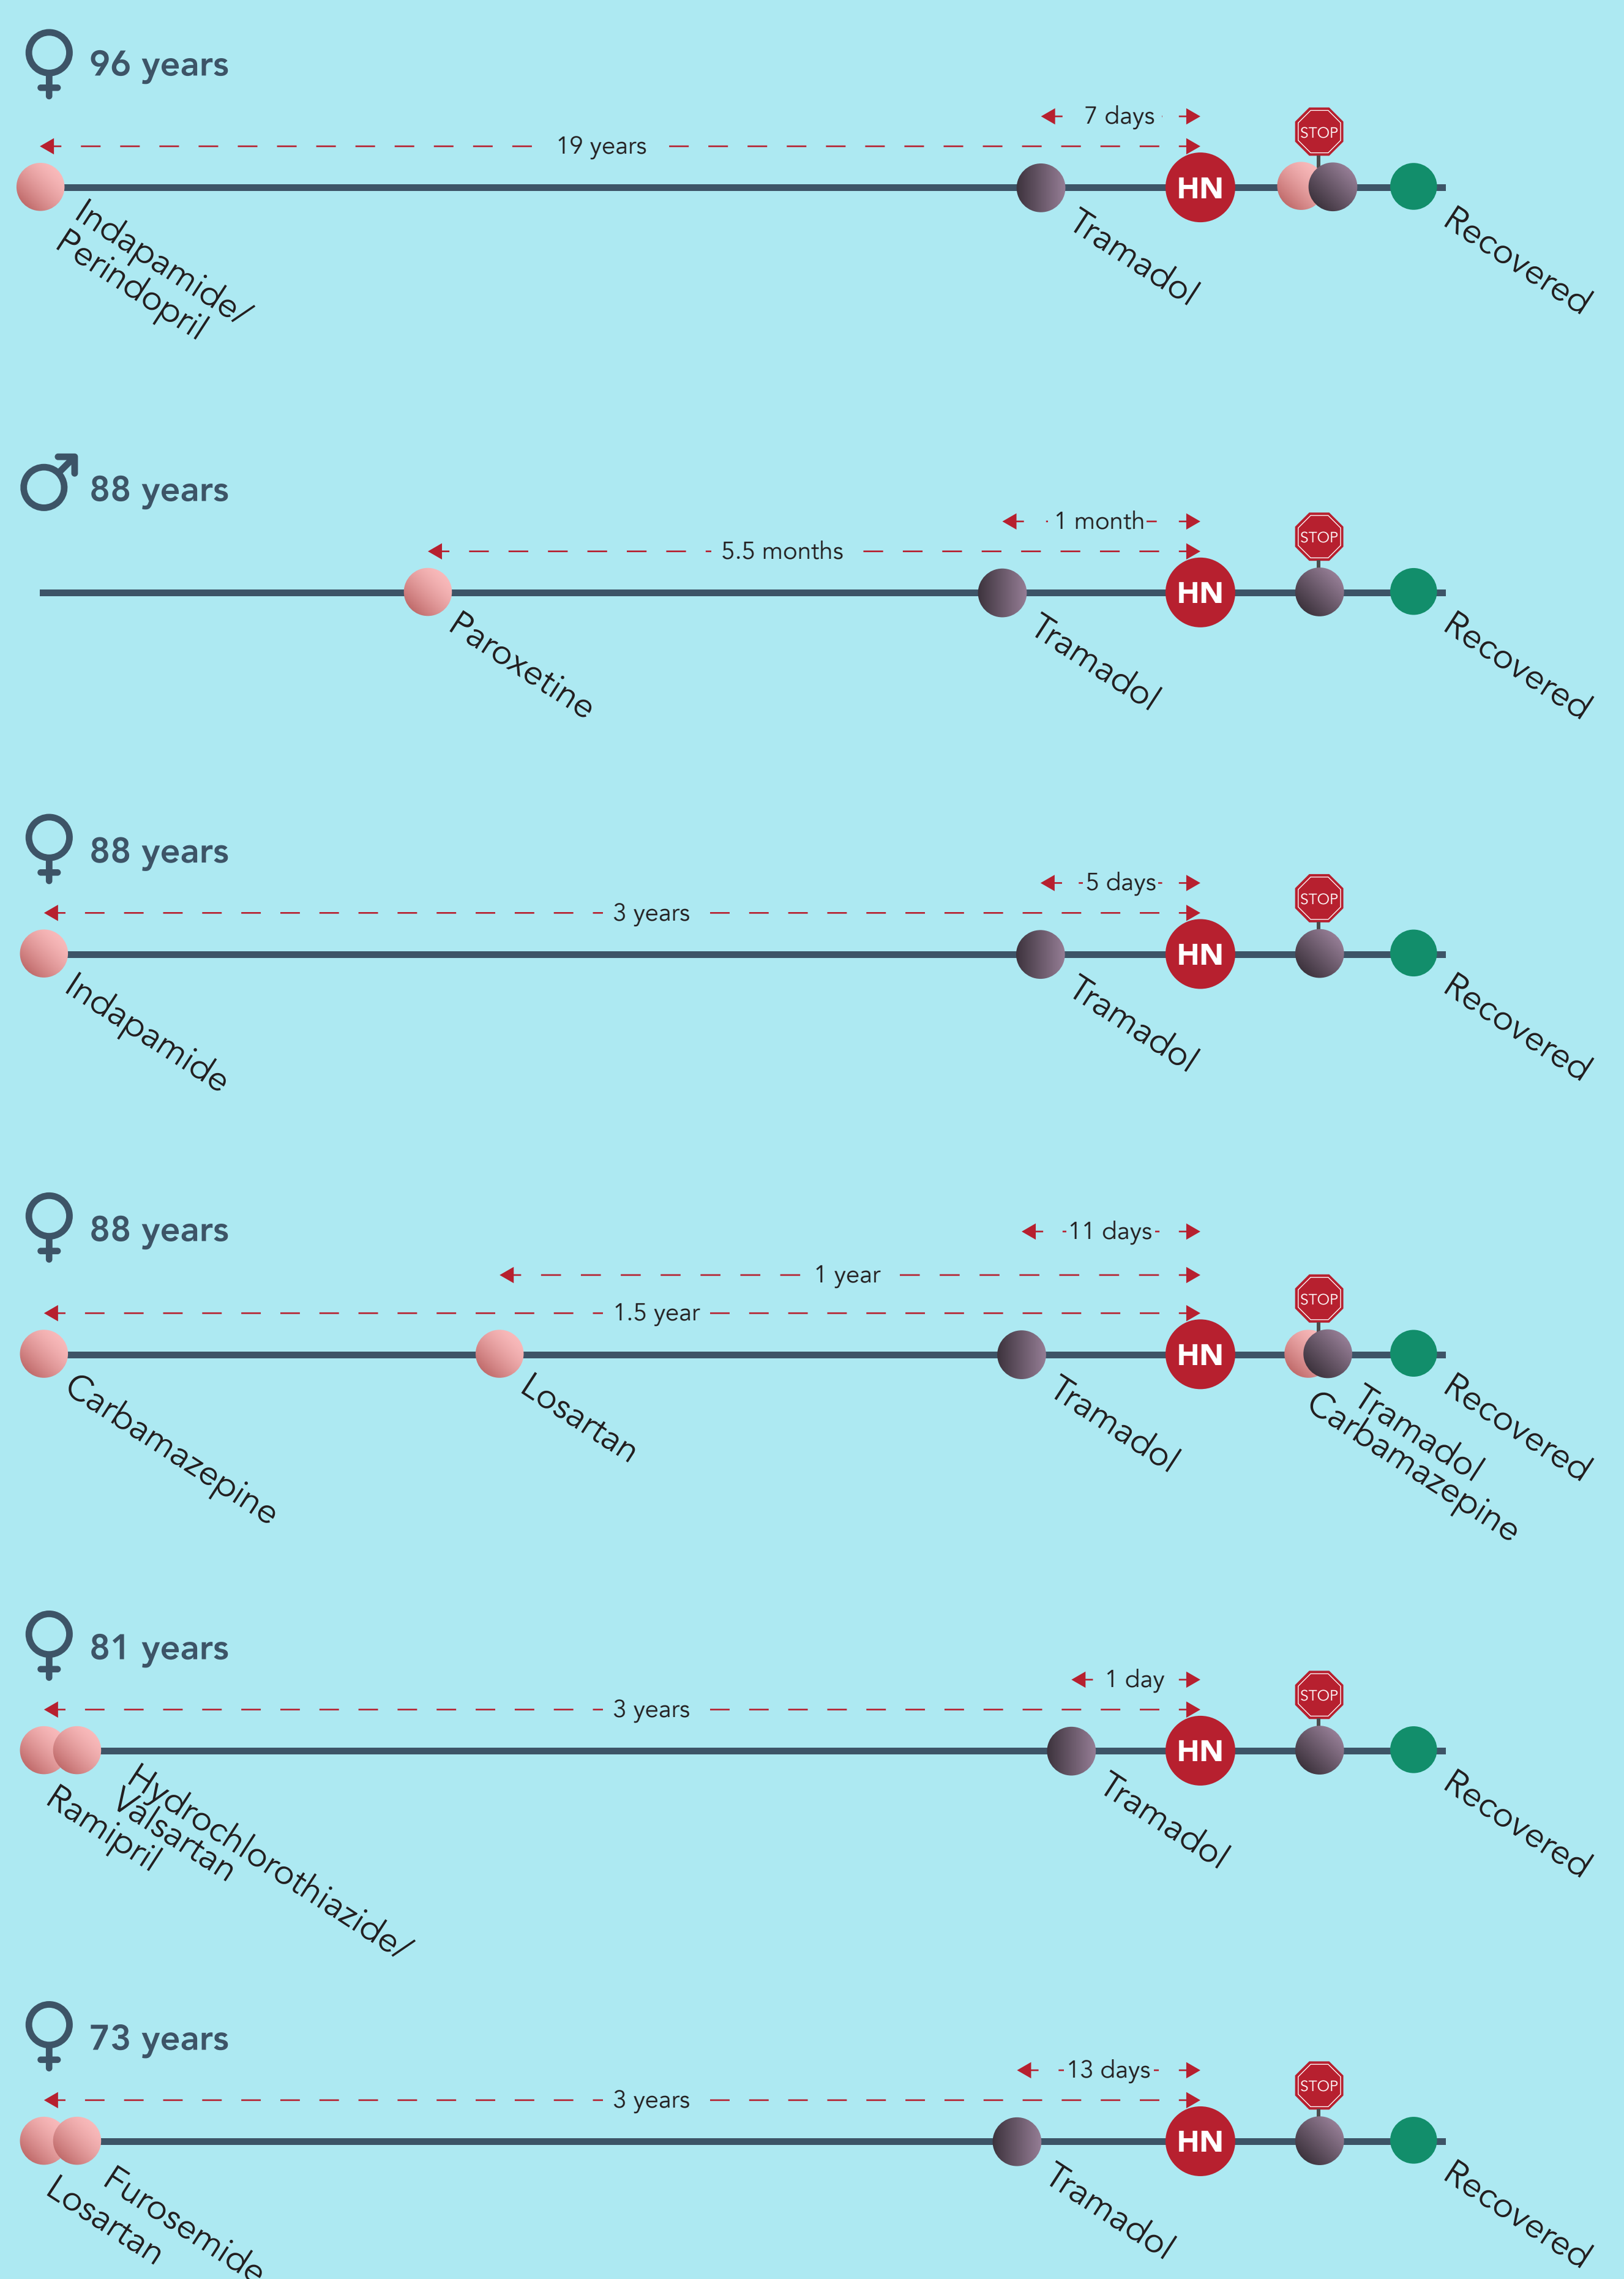 96 years
7 days
19 years
STOP
HN
Indapamide/
Perindopril
Tramadol
Recovered
88 years
1 month
5.5 months
STOP
HN
Paroxetine
Tramadol
Recovered
88 years
5 days
3 years
STOP
HN
Indapamide
Tramadol
Recovered
88 years
11 days
1 year
1.5 year
STOP
HN
Carbamazepine
Losartan
Tramadol
Tramadol
Carbamazepine
Recovered
81 years
1 day
3 years
STOP
HN
Hydrochlorothiazide/
Valsartan
Ramipril
Tramadol
Recovered
73 years
13 days
3 years
STOP
HN
Furosemide
Losartan
Tramadol
Recovered